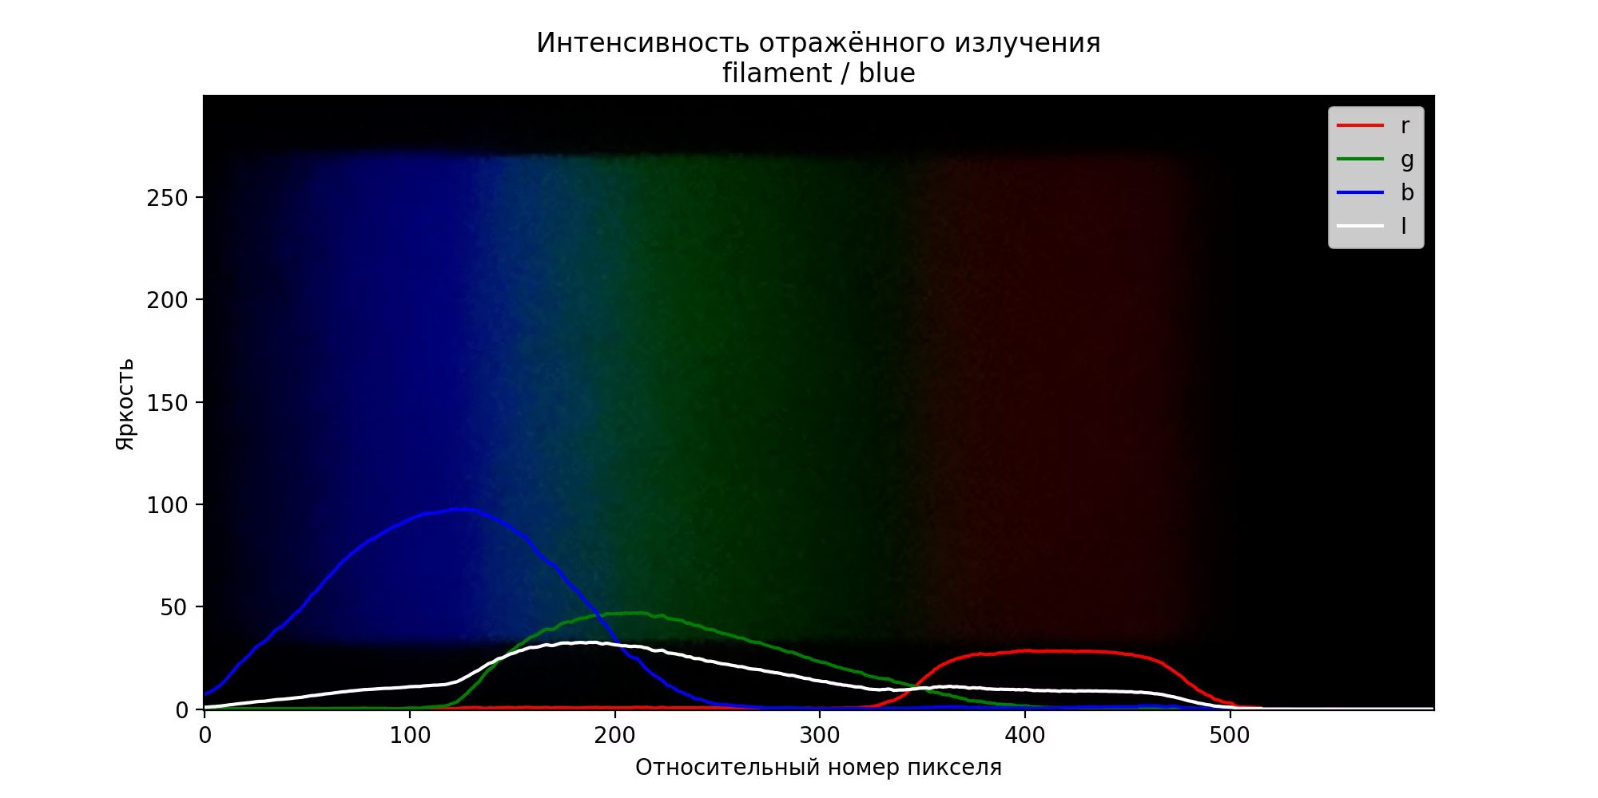 Интенсивность отражённого излучения
filament / blue
r
g
b
l
250
200
150
100
50
0
Яркость
0 100 200 300 400 500
Относительный номер пикселя